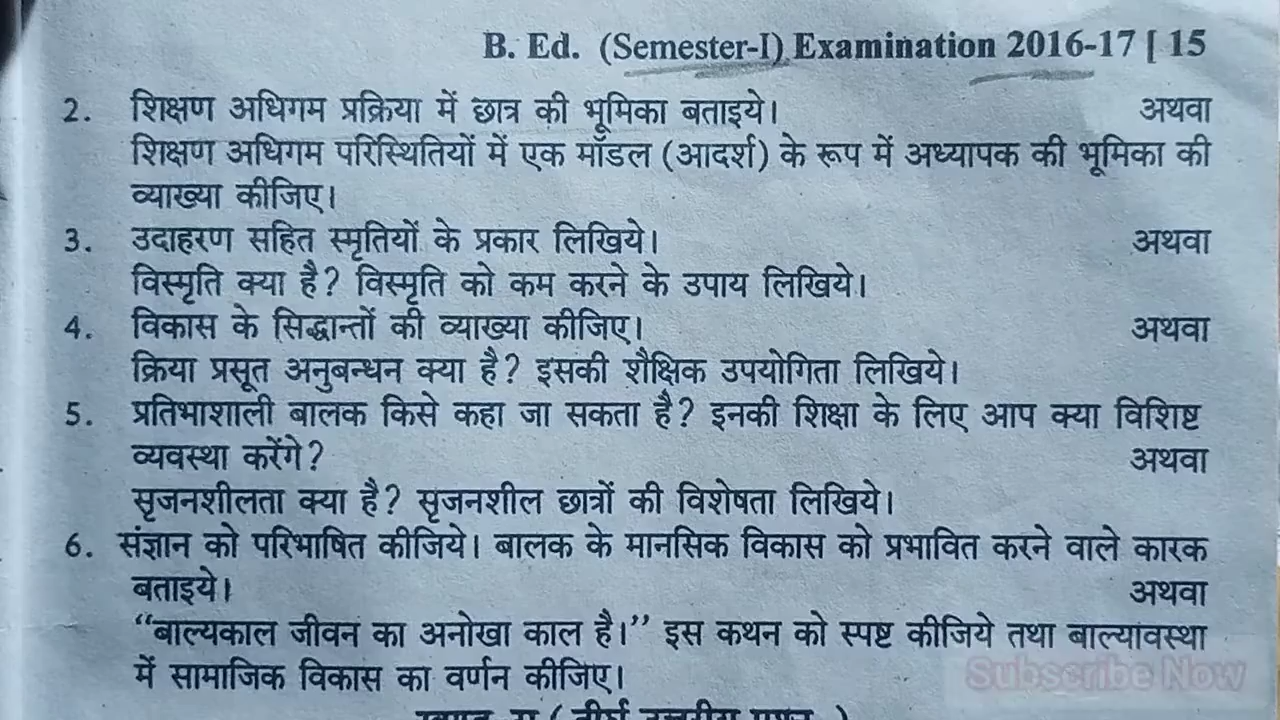 B. Ed. (Semester-I) Examination 2016-17 [ 15
2. शिक्षण अधिगम प्रक्रिया में छात्र की भूमिका बताइये। अथवा
शिक्षण अधिगम परिस्थितियों में एक मॉडल (आदर्श) के रूप में अध्यापक की भूमिका की
व्याख्या कीजिए।
3. उदाहरण सहित स्मृतियों के प्रकार लिखिये। अथवा
विस्मृति क्या है? विस्मृति को कम करने के उपाय लिखिये।
4. विकास के सिद्धान्तों की व्याख्या कीजिए। अथवा
क्रिया प्रसूत अनुबन्धन क्या है? इसकी शैक्षिक उपयोगिता लिखिये।
5. प्रतिभाशाली बालक किसे कहा जा सकता है? इनकी शिक्षा के लिए आप क्या विशिष्ट
व्यवस्था करेंगे? अथवा
सृजनशीलता क्या है? सृजनशील छात्रों की विशेषता लिखिये।
6. संज्ञान को परिभाषित कीजिये। बालक के मानसिक विकास को प्रभावित करने वाले कारक
बताइये। अथवा
“बाल्यकाल जीवन का अनोखा काल है।” इस कथन को स्पष्ट कीजिये तथा बाल्यावस्था
में सामाजिक विकास का वर्णन कीजिए।
Subscribe Now